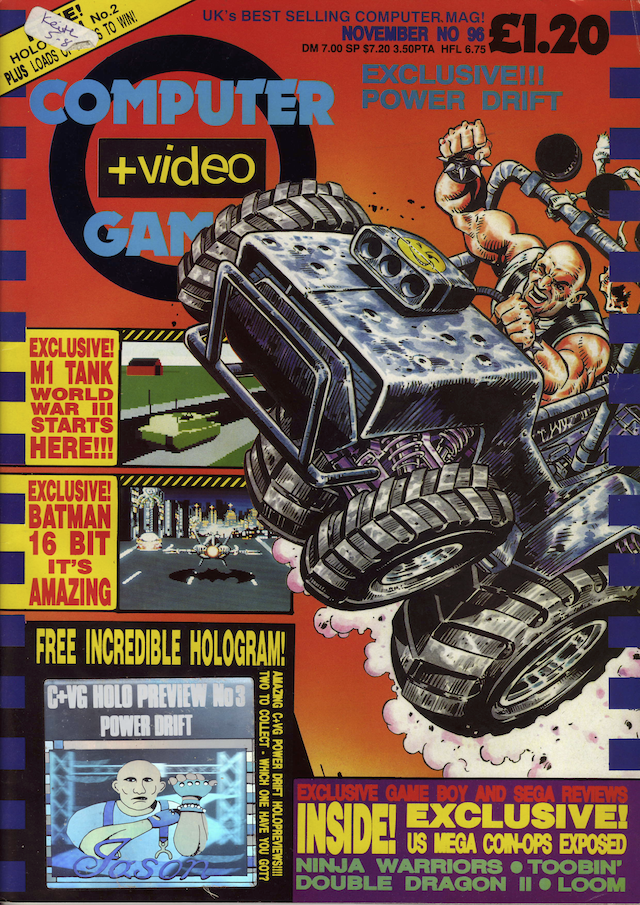 No.2
HOLO
PLUS LOADS TO WIN!
UK's BEST SELLING COMPUTER MAG!
NOVEMBER NO 96
£1.20
DM 7.00 SP $7.20 3.50PTA HFL 6.75
EXCLUSIVE!!!
POWER DRIFT
COMPUTER
+video
GAM
EXCLUSIVE!
M1 TANK
WORLD
WAR III
STARTS
HERE!!!
EXCLUSIVE!
BATMAN
16 BIT
IT'S
AMAZING
FREE INCREDIBLE HOLOGRAM!
C+VG HOLO PREVIEW No3
POWER DRIFT
Jason
AMAZING C+VG POWER DRIFT HOLOPREVIEWS!!!!
TWO TO COLLECT - WHICH ONE HAVE YOU GOT?
EXCLUSIVE GAME BOY AND SEGA REVIEWS
INSIDE! EXCLUSIVE!
US MEGA COIN-OPS EXPOSED
NINJA WARRIORS • TOOBIN'
DOUBLE DRAGON II • LOOM